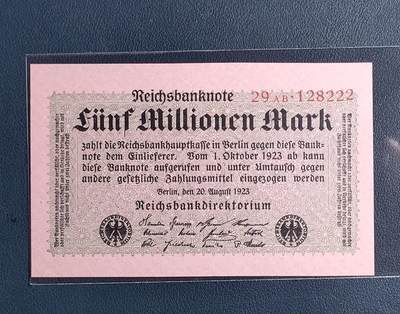 Reichsbanknote
29 AB·128222
Fünf Millionen Mark
zahlt die Reichsbankhauptkasse in Berlin gegen diese Bank-
note dem Einlieferer. Vom 1. Oktober 1923 ab kann
diese Banknote aufgerufen und unter Umtausch gegen
andere gesetzliche Zahlungsmittel eingezogen werden
Berlin, den 20. August 1923
Reichsbankdirektorium